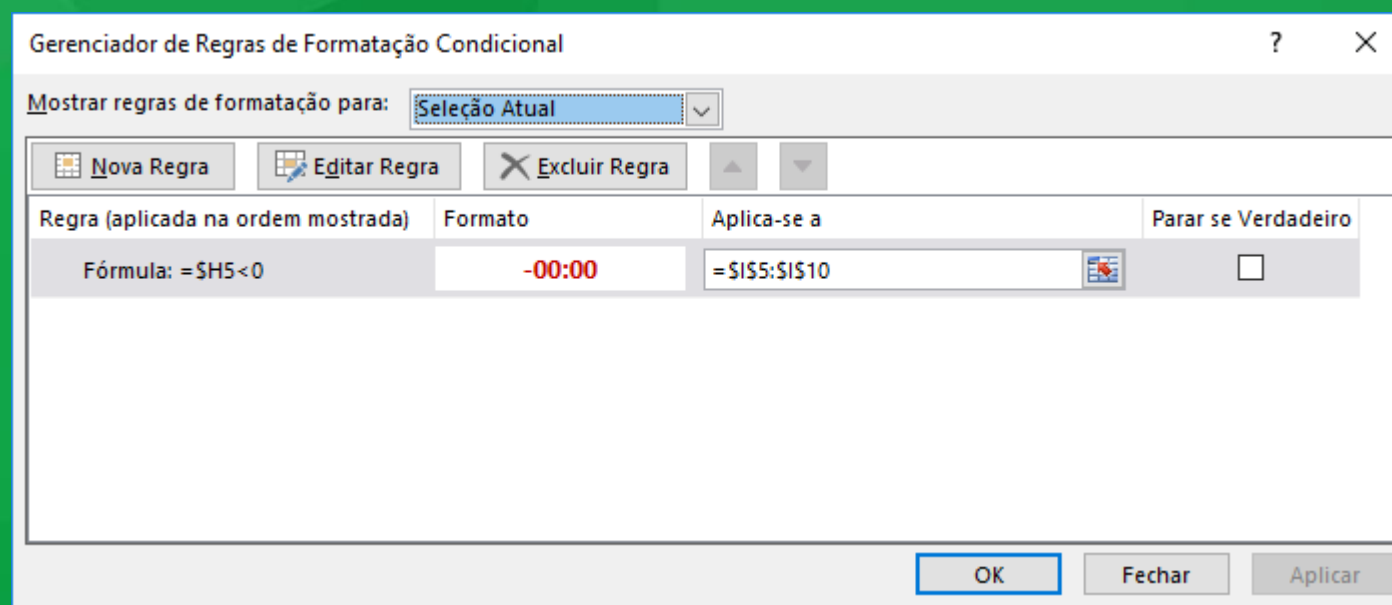 Gerenciador de Regras de Formatação Condicional ? ✕
Mostrar regras de formatação para: Seleção Atual
Nova Regra Editar Regra Excluir Regra
Regra (aplicada na ordem mostrada) Formato Aplica-se a Parar se Verdadeiro
Fórmula: =$H5<0 -00:00 =$I$5:$I$10
OK Fechar Aplicar